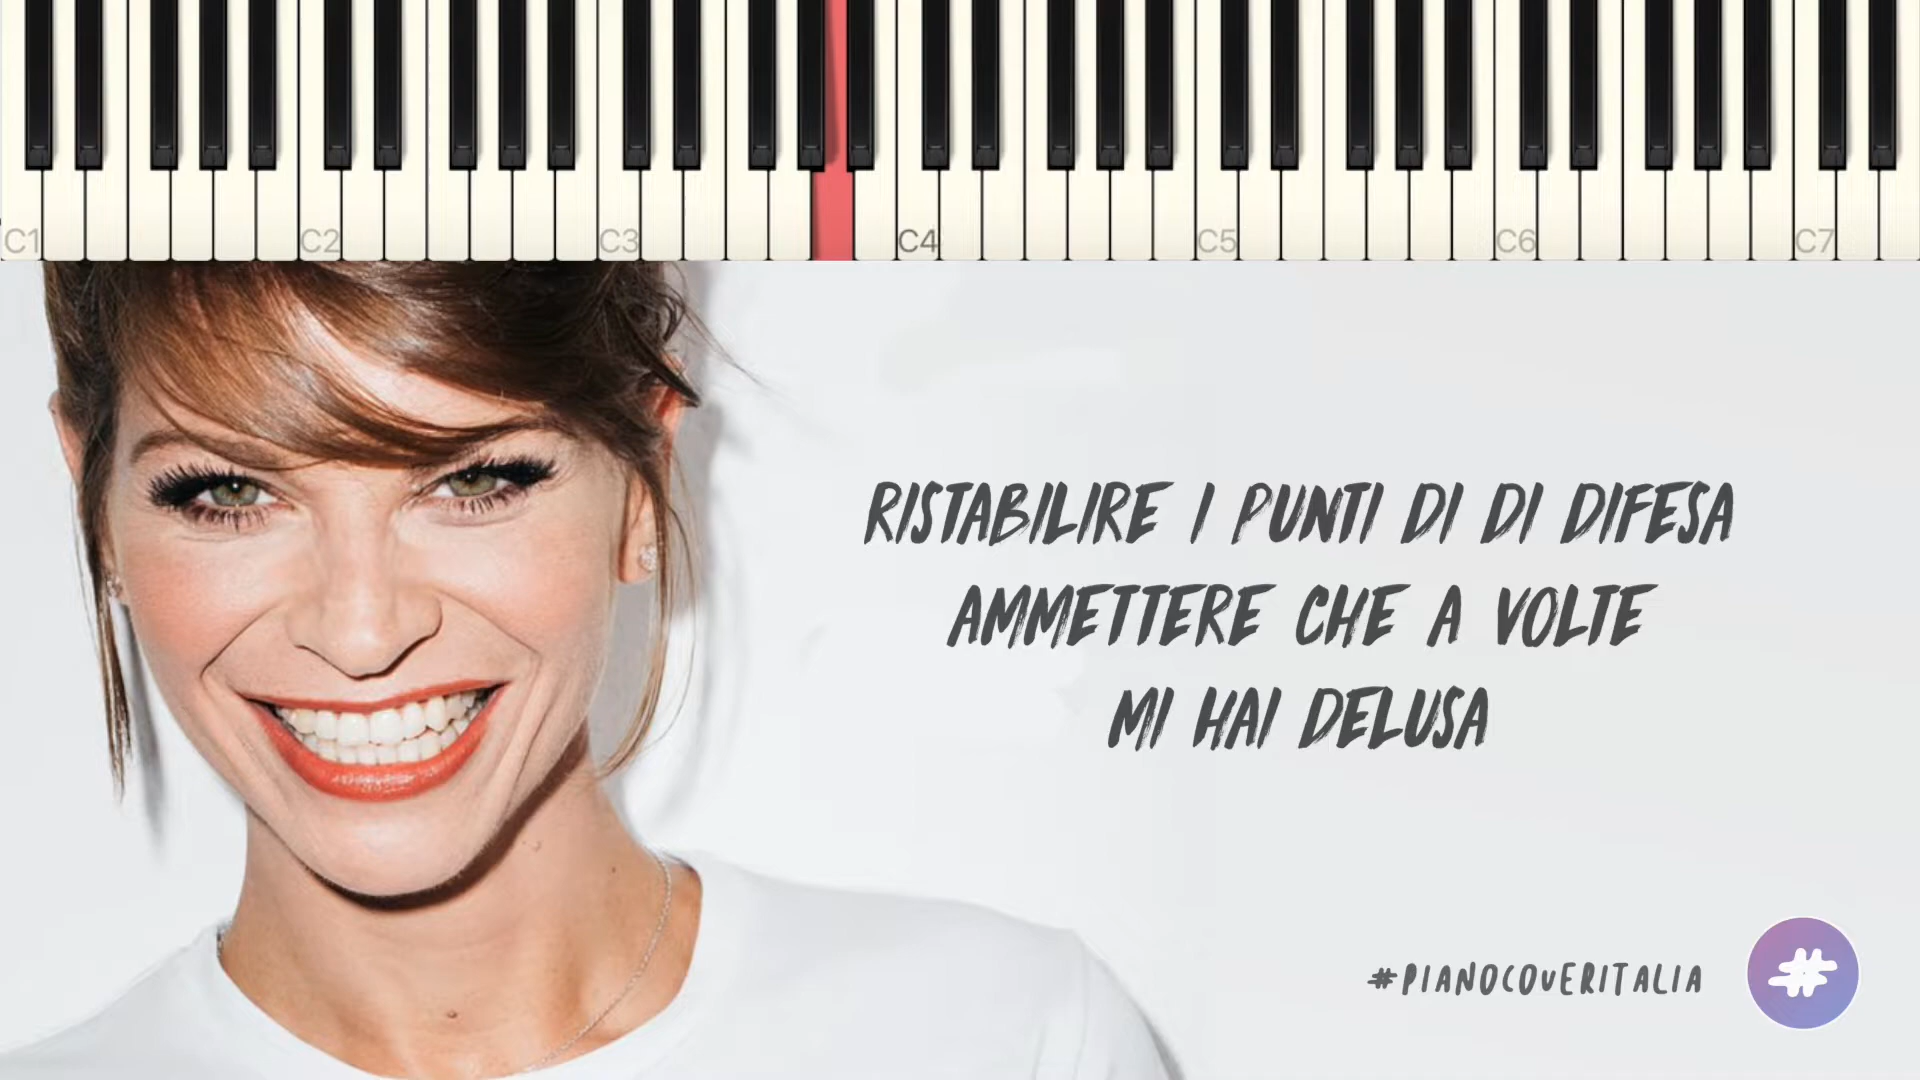 C1 C2 C3 C4 C5 C6 C7
RISTABILIRE I PUNTI DI DI DIFESA
AMMETTERE CHE A VOLTE
MI HAI DELUSA
#PIANOCOVERITALIA #